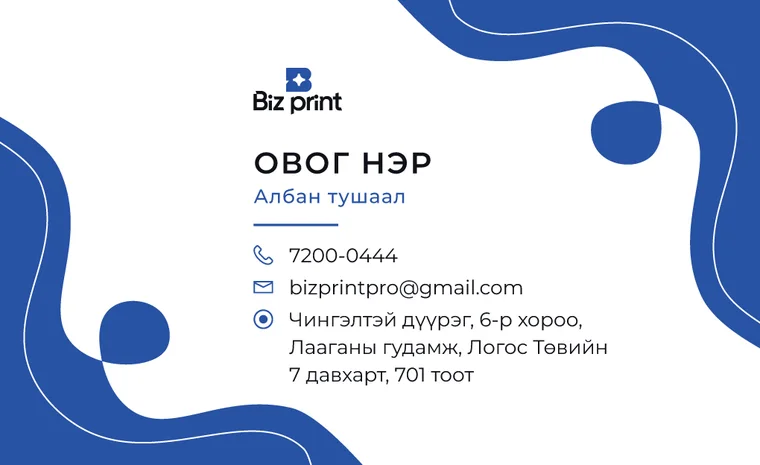 Biz print
ОВОГ НЭР
Албан тушаал
7200-0444
bizprintpro@gmail.com
Чингэлтэй дүүрэг, 6-р хороо,
Лааганы гудамж, Логос Төвийн
7 давхарт, 701 тоот